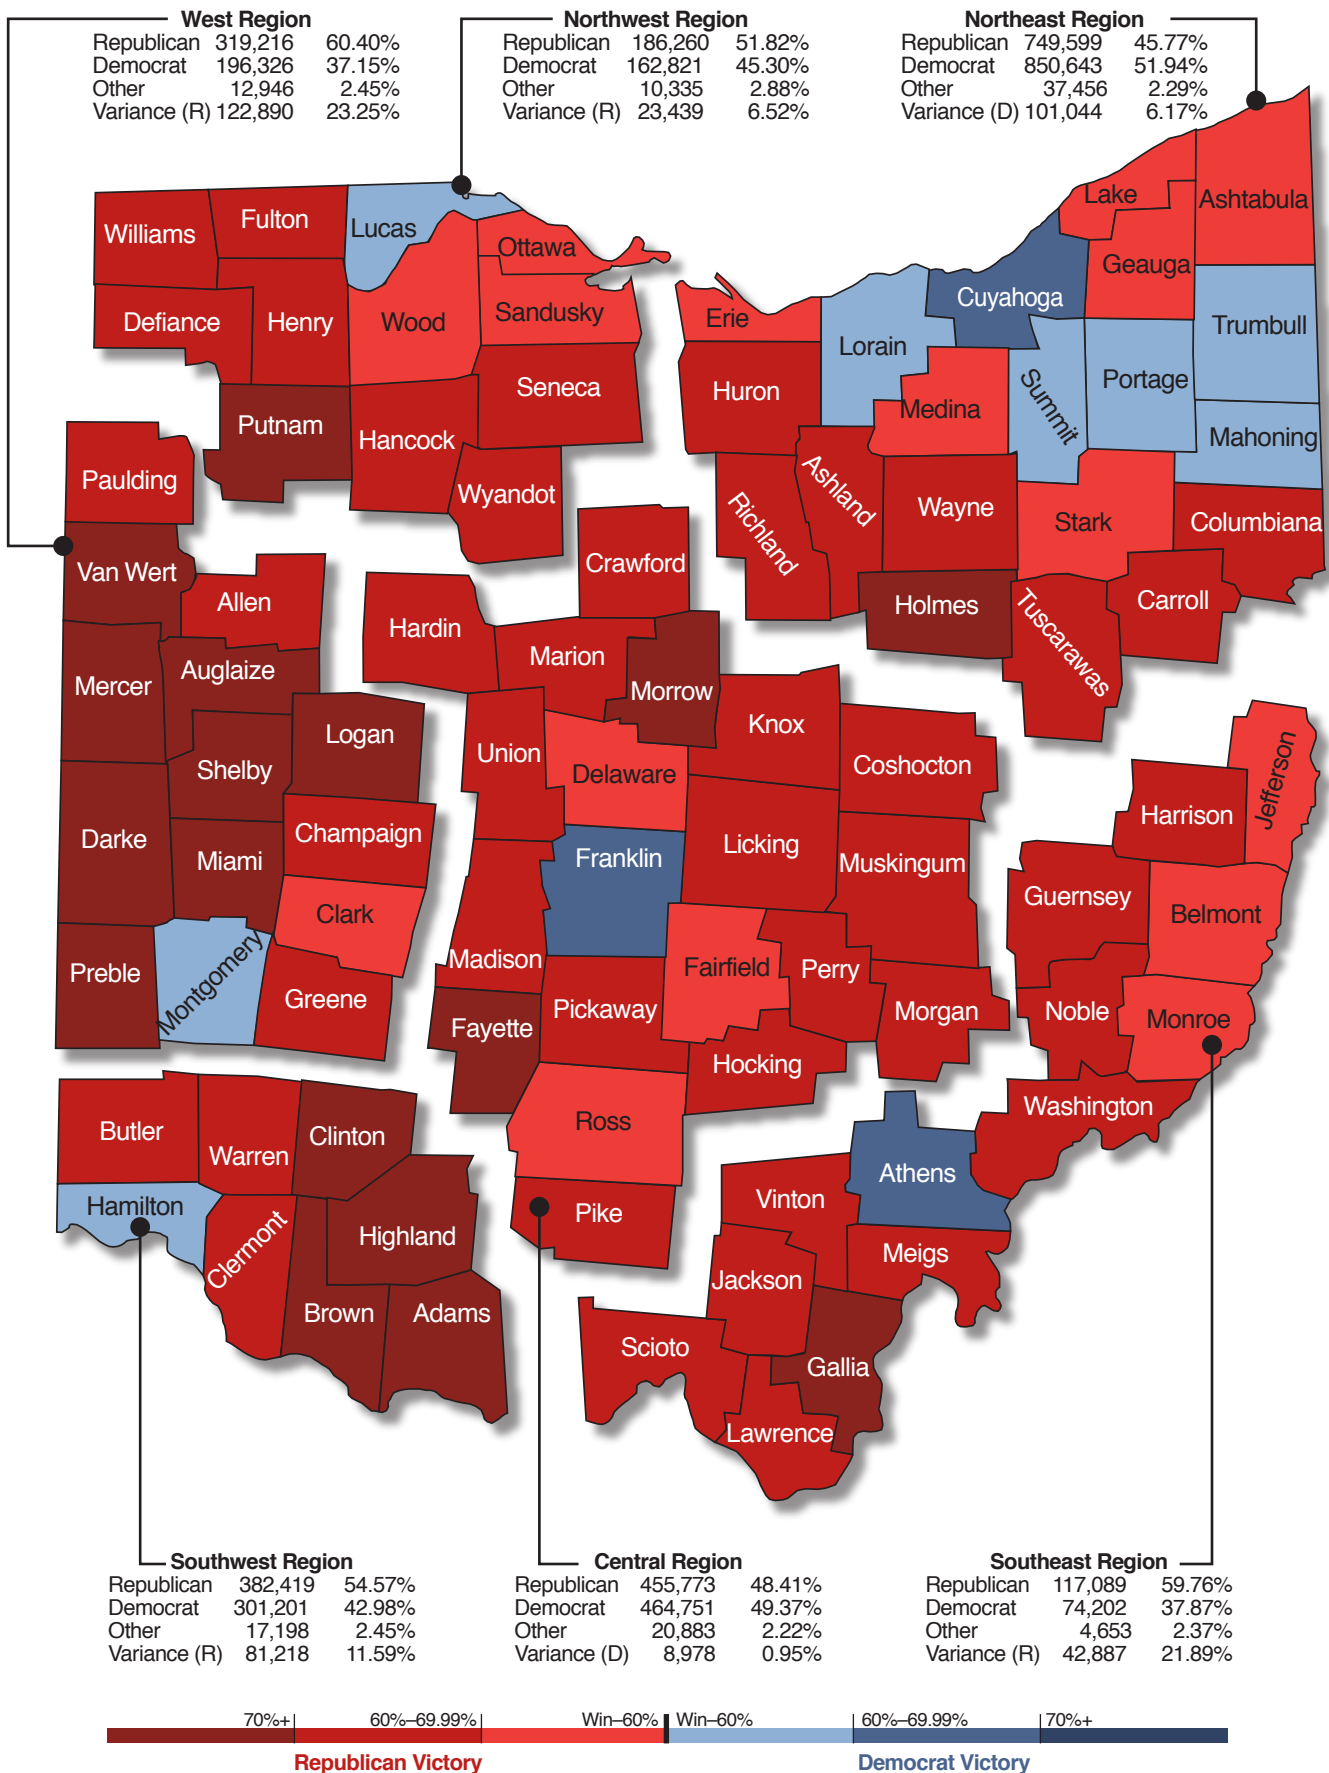 West Region
Republican 319,216 60.40%
Democrat 196,326 37.15%
Other 12,946 2.45%
Variance (R) 122,890 23.25%
Northwest Region
Republican 186,260 51.82%
Democrat 162,821 45.30%
Other 10,335 2.88%
Variance (R) 23,439 6.52%
Northeast Region
Republican 749,599 45.77%
Democrat 850,643 51.94%
Other 37,456 2.29%
Variance (D) 101,044 6.17%
Williams
Fulton
Lucas
Ottawa
Defiance
Henry
Wood
Sandusky
Seneca
Putnam
Hancock
Wyandot
Lake
Ashtabula
Geauga
Cuyahoga
Erie
Lorain
Trumbull
Huron
Medina
Summit
Portage
Mahoning
Richland
Ashland
Wayne
Stark
Columbiana
Holmes
Tuscarawas
Carroll
Paulding
Van Wert
Allen
Mercer
Auglaize
Logan
Shelby
Darke
Miami
Champaign
Clark
Preble
Montgomery
Greene
Crawford
Hardin
Marion
Morrow
Union
Delaware
Knox
Coshocton
Franklin
Licking
Muskingum
Madison
Fairfield
Perry
Fayette
Pickaway
Morgan
Hocking
Ross
Pike
Jefferson
Harrison
Guernsey
Belmont
Noble
Monroe
Washington
Athens
Vinton
Meigs
Jackson
Scioto
Gallia
Lawrence
Butler
Warren
Clinton
Hamilton
Clermont
Highland
Brown
Adams
Southwest Region
Republican 382,419 54.57%
Democrat 301,201 42.98%
Other 17,198 2.45%
Variance (R) 81,218 11.59%
Central Region
Republican 455,773 48.41%
Democrat 464,751 49.37%
Other 20,883 2.22%
Variance (D) 8,978 0.95%
Southeast Region
Republican 117,089 59.76%
Democrat 74,202 37.87%
Other 4,653 2.37%
Variance (R) 42,887 21.89%
70%+ 60%–69.99% Win–60% Win–60% 60%–69.99% 70%+
Republican Victory Democrat Victory